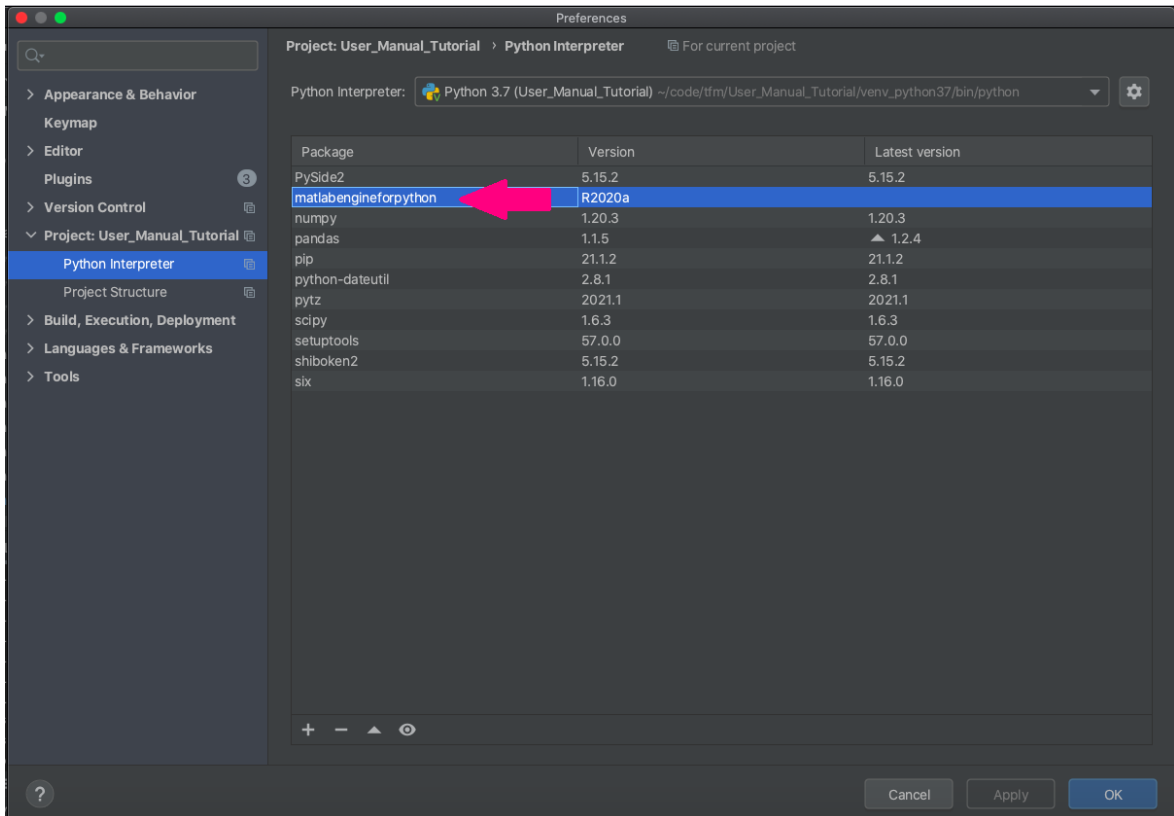 Preferences
Project: User_Manual_Tutorial › Python Interpreter For current project
Python Interpreter: Python 3.7 (User_Manual_Tutorial) ~/code/tfm/User_Manual_Tutorial/venv_python37/bin/python
Appearance & Behavior
Keymap
Editor
Plugins 3
Version Control
Project: User_Manual_Tutorial
Python Interpreter
Project Structure
Build, Execution, Deployment
Languages & Frameworks
Tools
Package Version Latest version
PySide2 5.15.2 5.15.2
matlabengineforpython R2020a
numpy 1.20.3 1.20.3
pandas 1.1.5 1.2.4
pip 21.1.2 21.1.2
python-dateutil 2.8.1 2.8.1
pytz 2021.1 2021.1
scipy 1.6.3 1.6.3
setuptools 57.0.0 57.0.0
shiboken2 5.15.2 5.15.2
six 1.16.0 1.16.0
? Cancel Apply OK